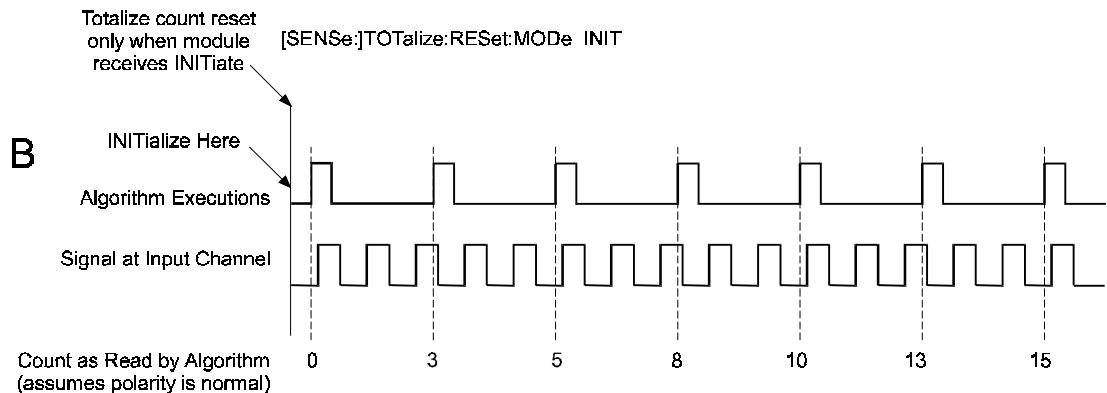 Totalize count reset
only when module
receives INITiate
[SENSe:]TOTalize:RESet:MODe INIT
B
INITialize Here
Algorithm Executions
Signal at Input Channel
Count as Read by Algorithm
(assumes polarity is normal)
0 3 5 8 10 13 15